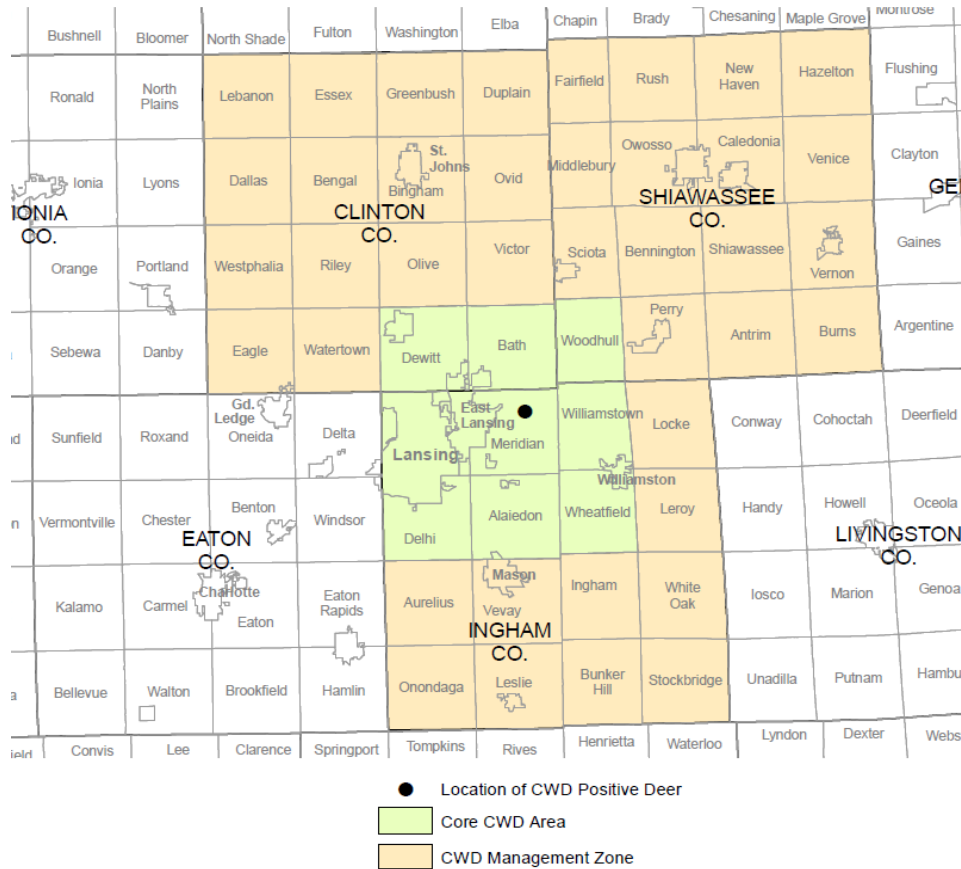 Bushnell
Bloomer
North Shade
Fulton
Washington
Elba
Chapin
Brady
Chesaning
Maple Grove
Montrose
Ronald
North
Plains
Lebanon
Essex
Greenbush
Duplain
Fairfield
Rush
New
Haven
Hazelton
Flushing
Ionia
Lyons
Dallas
Bengal
St.
Johns
Bingham
Ovid
Middlebury
Owosso
Caledonia
Venice
Clayton
IONIA
CO.
CLINTON
CO.
SHIAWASSEE
CO.
GE
Orange
Portland
Westphalia
Riley
Olive
Victor
Sciota
Bennington
Shiawassee
Vernon
Gaines
Sebewa
Danby
Eagle
Watertown
Dewitt
Bath
Woodhull
Perry
Antrim
Burns
Argentine
Sunfield
Roxand
Gd.
Ledge
Oneida
Delta
Lansing
East
Lansing
Meridian
Williamstown
Locke
Conway
Cohoctah
Deerfield
Vermontville
Chester
Benton
Windsor
Delhi
Alaiedon
Williamston
Wheatfield
Leroy
Handy
Howell
Oceola
EATON
CO.
LIVINGSTON
CO.
Kalamo
Carmel
Charlotte
Eaton
Eaton
Rapids
Aurelius
Mason
Vevay
Ingham
White
Oak
Iosco
Marion
Genoa
INGHAM
CO.
Bellevue
Walton
Brookfield
Hamlin
Onondaga
Leslie
Bunker
Hill
Stockbridge
Unadilla
Putnam
Hambu
ield
Convis
Lee
Clarence
Springport
Tompkins
Rives
Henrietta
Waterloo
Lyndon
Dexter
Webs
Location of CWD Positive Deer
Core CWD Area
CWD Management Zone